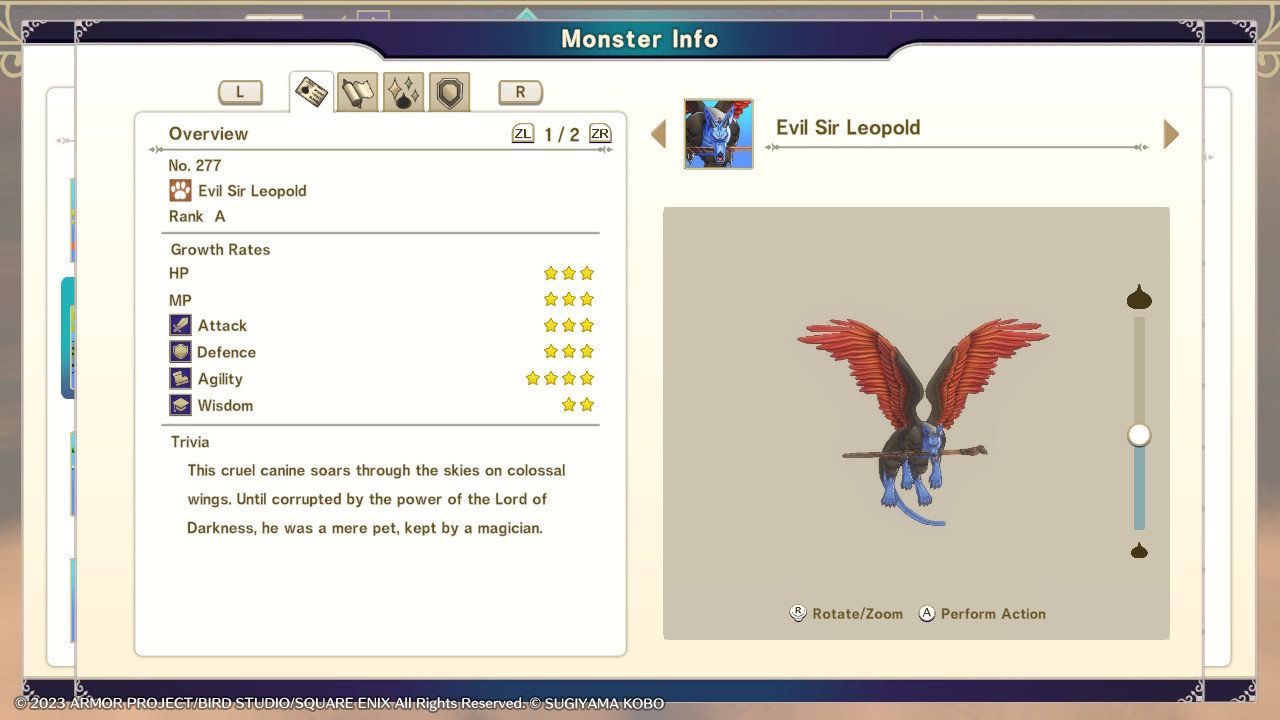 Monster Info
L
R
Overview
ZL 1 / 2 ZR
No. 277
Evil Sir Leopold
Rank A
Growth Rates
HP
MP
Attack
Defence
Agility
Wisdom
Trivia
This cruel canine soars through the skies on colossal
wings. Until corrupted by the power of the Lord of
Darkness, he was a mere pet, kept by a magician.
Evil Sir Leopold
R Rotate/Zoom A Perform Action
© 2023 ARMOR PROJECT/BIRD STUDIO/SQUARE ENIX All Rights Reserved. © SUGIYAMA KOBO